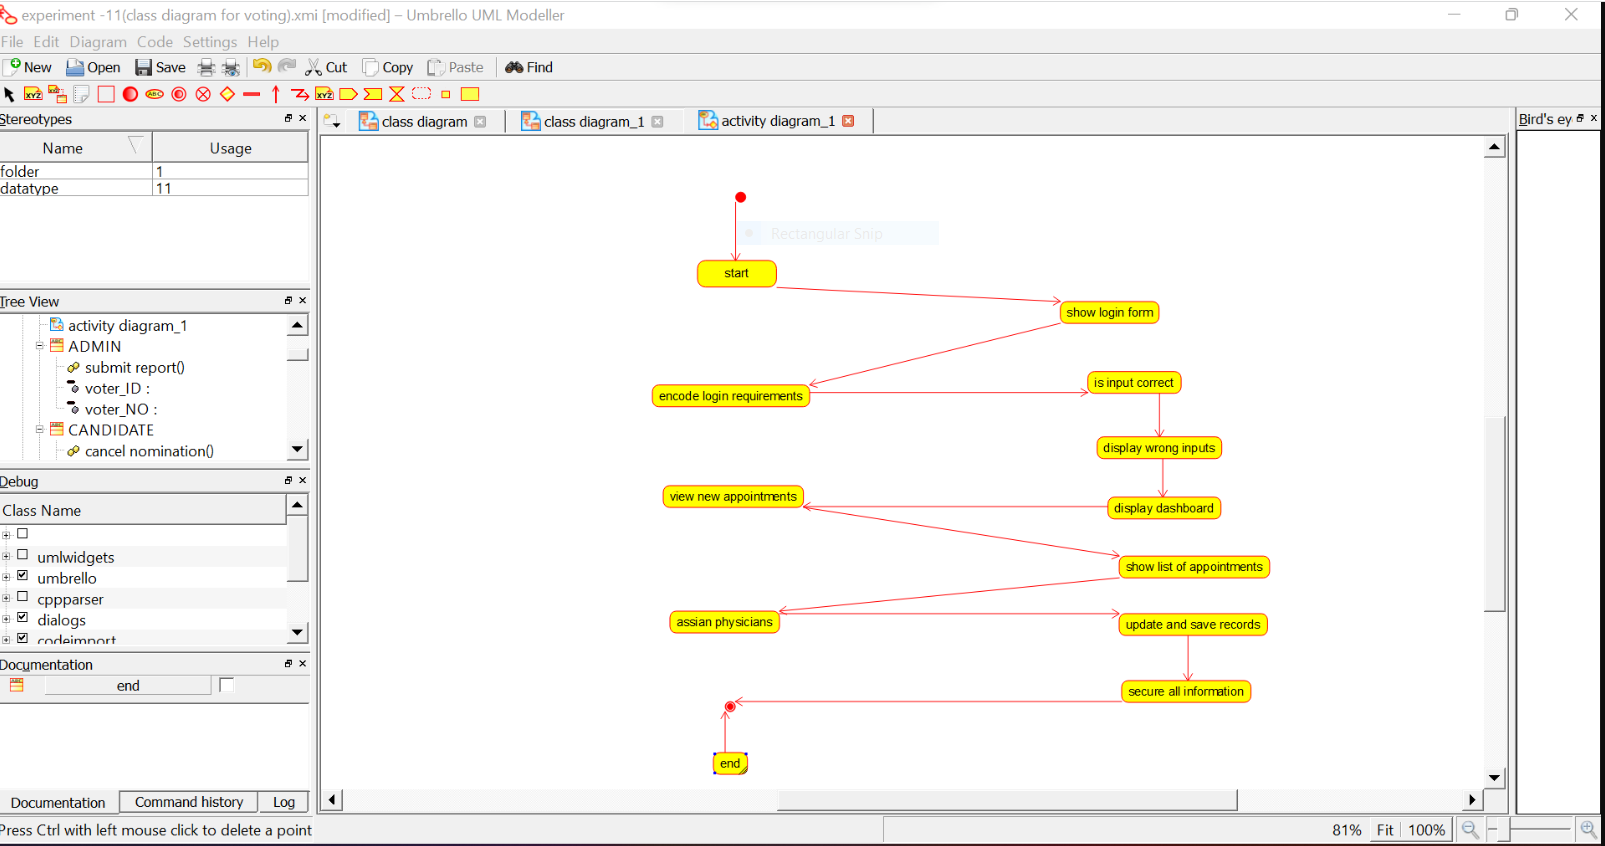 experiment -11(class diagram for voting).xmi [modified] – Umbrello UML Modeller
File Edit Diagram Code Settings Help
New Open Save Cut Copy Paste Find
XYZ ABC XYZ
Stereotypes
Name Usage
folder 1
datatype 11
Tree View
activity diagram_1
ADMIN
submit report()
voter_ID :
voter_NO :
CANDIDATE
cancel nomination()
Debug
Class Name
umlwidgets
umbrello
cppparser
dialogs
codeimport
Documentation
end
Documentation Command history Log
Press Ctrl with left mouse click to delete a point
class diagram class diagram_1 activity diagram_1
Bird's ey
Rectangular Snip
start
show login form
encode login requirements
is input correct
display wrong inputs
view new appointments
display dashboard
show list of appointments
assian physicians
update and save records
secure all information
end
81% Fit 100%